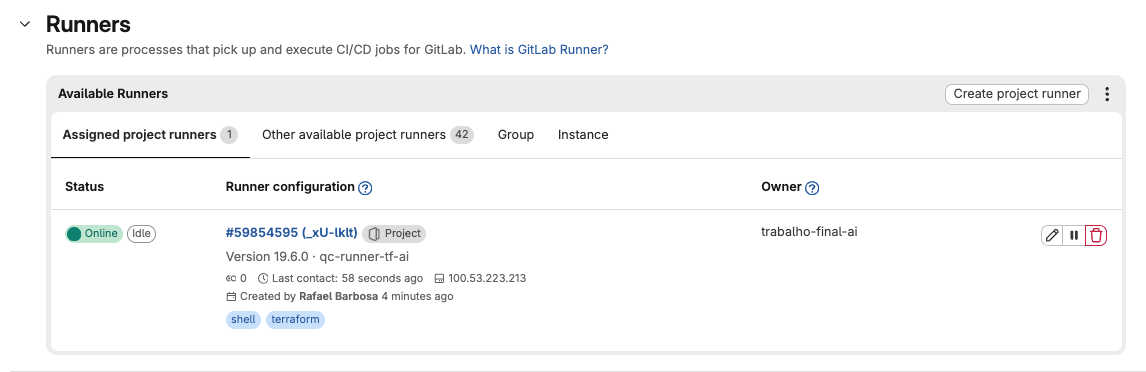 Runners
Runners are processes that pick up and execute CI/CD jobs for GitLab. What is GitLab Runner?
Available Runners
Create project runner
Assigned project runners 1 Other available project runners 42 Group Instance
Status Runner configuration ? Owner ?
Online Idle #59854595 (_xU-lklt) Project trabalho-final-ai
Version 19.6.0 · qc-runner-tf-ai
0 Last contact: 58 seconds ago 100.53.223.213
Created by Rafael Barbosa 4 minutes ago
shell terraform